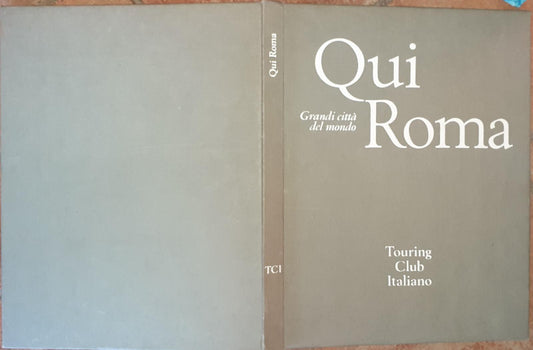 Qui Roma
TCI
Qui
Grandi città
del mondo
Roma
Touring
Club
Italiano